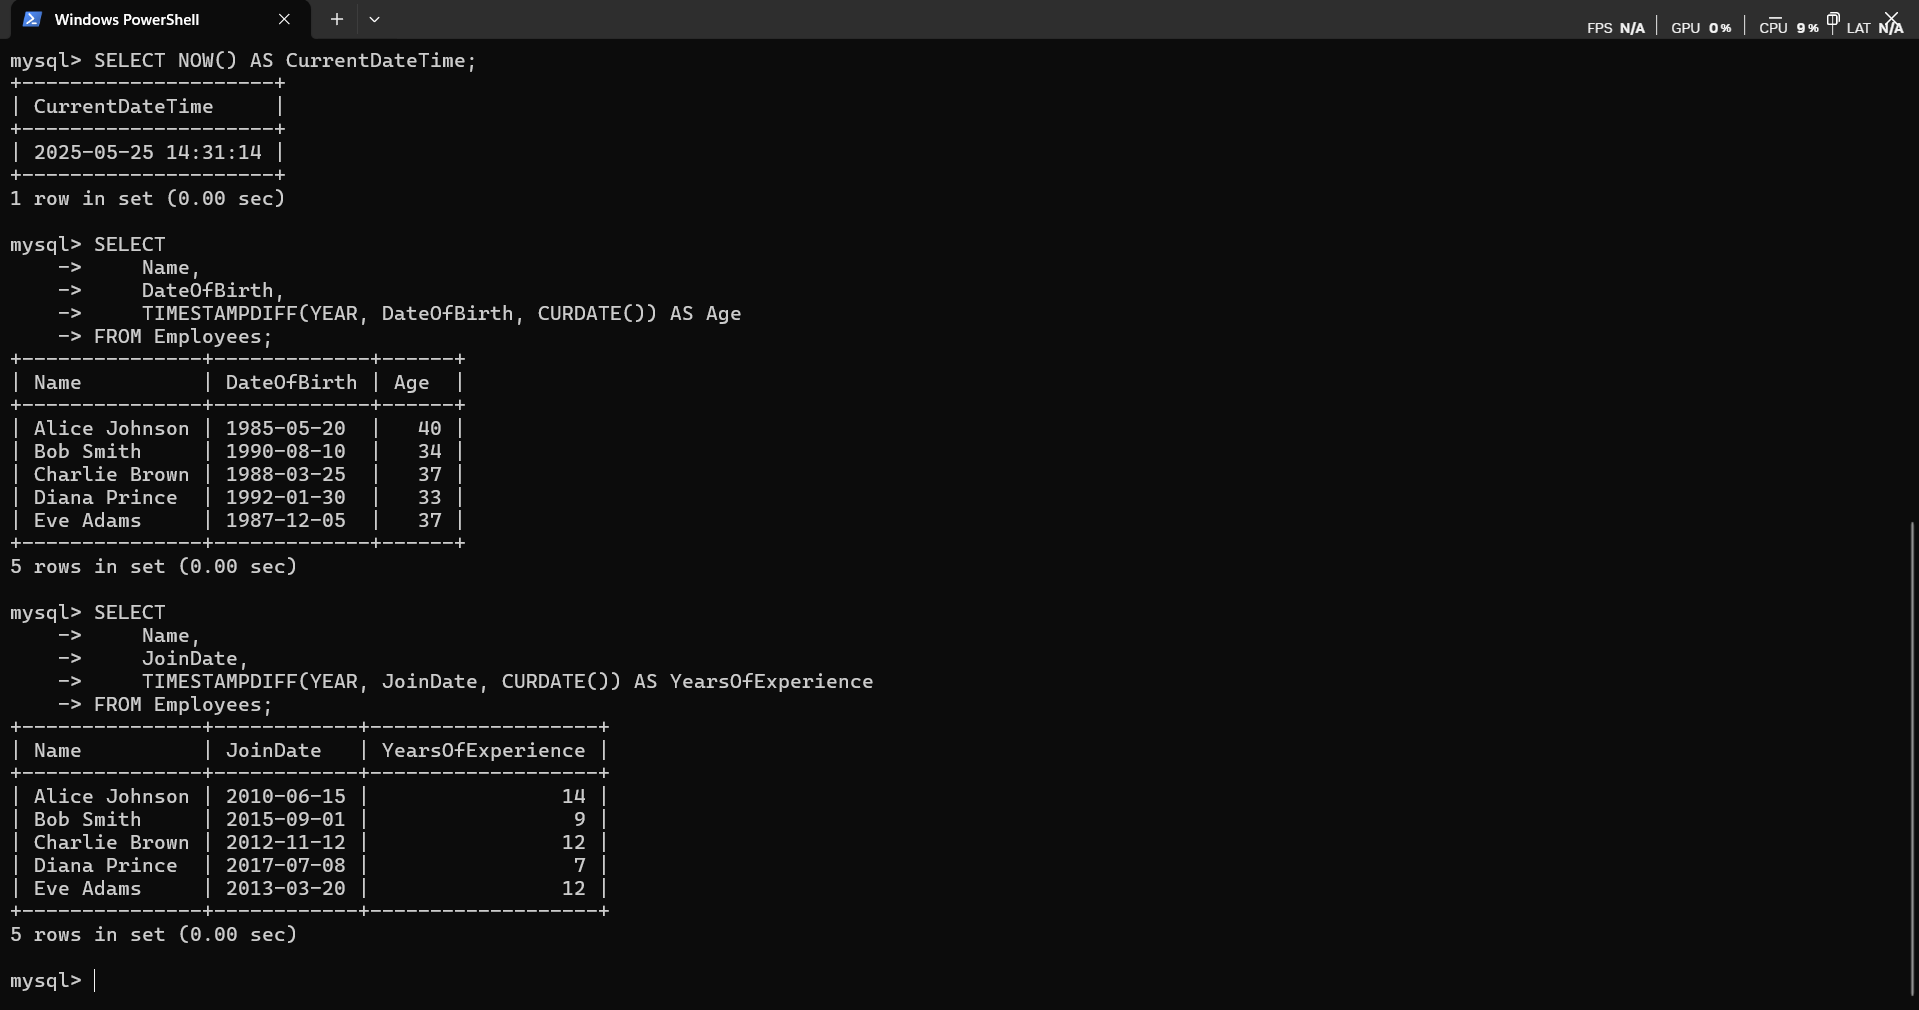 Windows PowerShell
FPS N/A | GPU 0% | CPU 9% | LAT N/A
mysql> SELECT NOW() AS CurrentDateTime;
+---------------------+
| CurrentDateTime     |
+---------------------+
| 2025-05-25 14:31:14 |
+---------------------+
1 row in set (0.00 sec)

mysql> SELECT
    ->     Name,
    ->     DateOfBirth,
    ->     TIMESTAMPDIFF(YEAR, DateOfBirth, CURDATE()) AS Age
    -> FROM Employees;
+---------------+-------------+------+
| Name          | DateOfBirth | Age  |
+---------------+-------------+------+
| Alice Johnson | 1985-05-20  |   40 |
| Bob Smith     | 1990-08-10  |   34 |
| Charlie Brown | 1988-03-25  |   37 |
| Diana Prince  | 1992-01-30  |   33 |
| Eve Adams     | 1987-12-05  |   37 |
+---------------+-------------+------+
5 rows in set (0.00 sec)

mysql> SELECT
    ->     Name,
    ->     JoinDate,
    ->     TIMESTAMPDIFF(YEAR, JoinDate, CURDATE()) AS YearsOfExperience
    -> FROM Employees;
+---------------+------------+-------------------+
| Name          | JoinDate   | YearsOfExperience |
+---------------+------------+-------------------+
| Alice Johnson | 2010-06-15 |                14 |
| Bob Smith     | 2015-09-01 |                 9 |
| Charlie Brown | 2012-11-12 |                12 |
| Diana Prince  | 2017-07-08 |                 7 |
| Eve Adams     | 2013-03-20 |                12 |
+---------------+------------+-------------------+
5 rows in set (0.00 sec)

mysql>